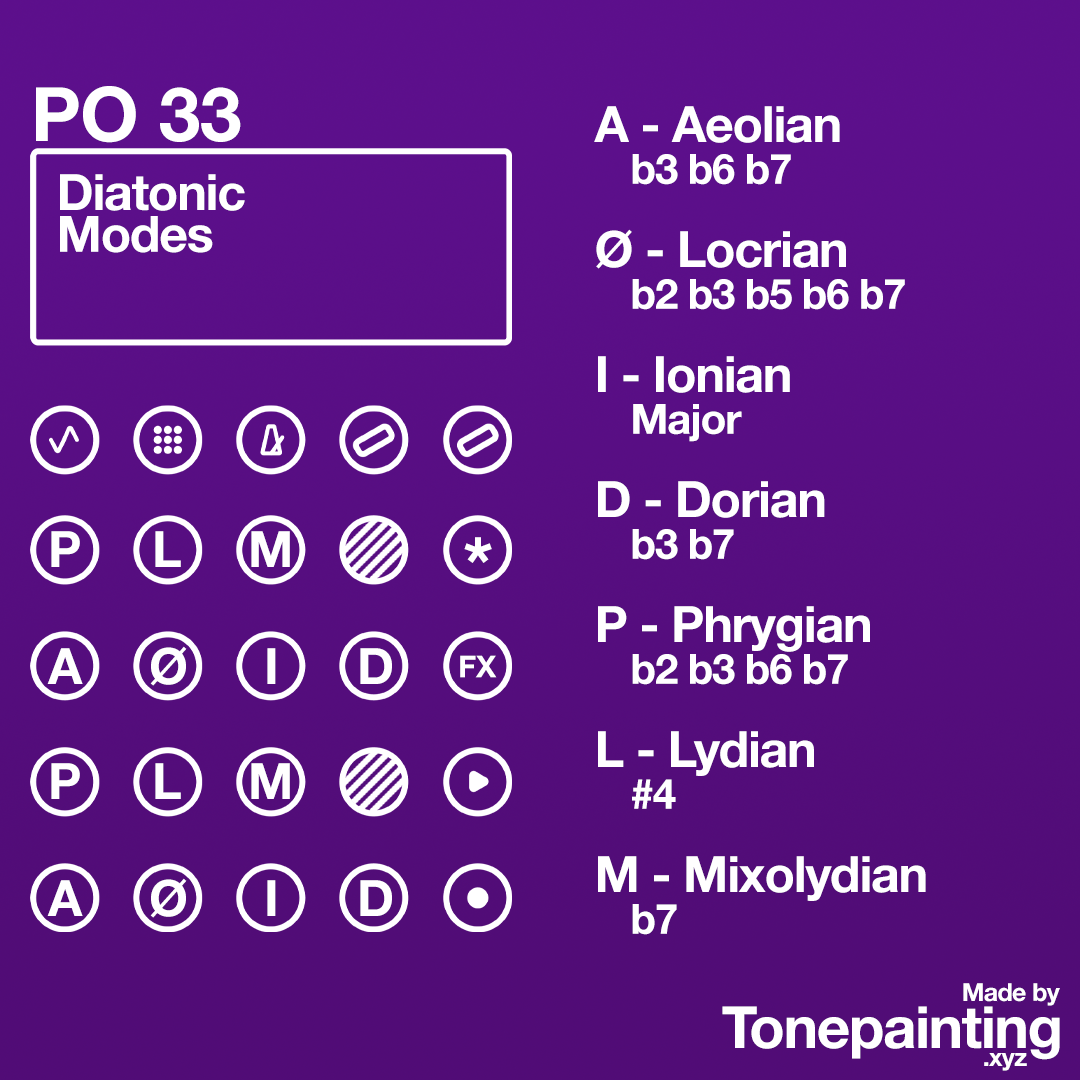 PO 33
Diatonic
Modes
P L M *
A Ø I D FX
P L M
A Ø I D
A - Aeolian
b3 b6 b7
Ø - Locrian
b2 b3 b5 b6 b7
I - Ionian
Major
D - Dorian
b3 b7
P - Phrygian
b2 b3 b6 b7
L - Lydian
#4
M - Mixolydian
b7
Made by
Tonepainting
.xyz